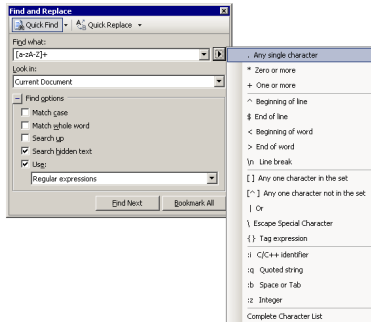 Find and Replace
Quick Find
Quick Replace
Find what:
[a-zA-Z]+
Look in:
Current Document
Find options
Match case
Match whole word
Search up
Search hidden text
Use:
Regular expressions
Find Next
Bookmark All
. Any single character
* Zero or more
+ One or more
^ Beginning of line
$ End of line
< Beginning of word
> End of word
\n Line break
[ ] Any one character in the set
[^ ] Any one character not in the set
| Or
\ Escape Special Character
{ } Tag expression
:i C/C++ identifier
:q Quoted string
:b Space or Tab
:z Integer
Complete Character List